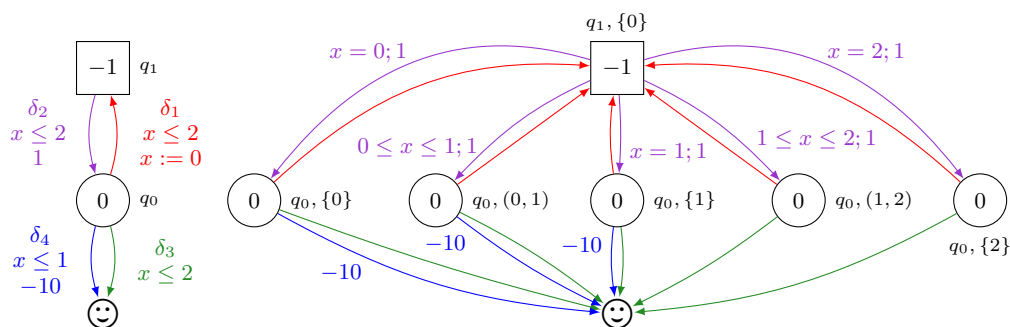 q₁, {0}
−1
q₁
x = 0; 1
−1
x = 2; 1
δ₂
x ≤ 2
1
δ₁
x ≤ 2
x := 0
0 ≤ x ≤ 1; 1
x = 1; 1
1 ≤ x ≤ 2; 1
0
q₀
0
q₀, {0}
0
q₀, (0, 1)
0
q₀, {1}
0
q₀, (1, 2)
0
q₀, {2}
δ₄
x ≤ 1
−10
δ₃
x ≤ 2
−10
−10
−10